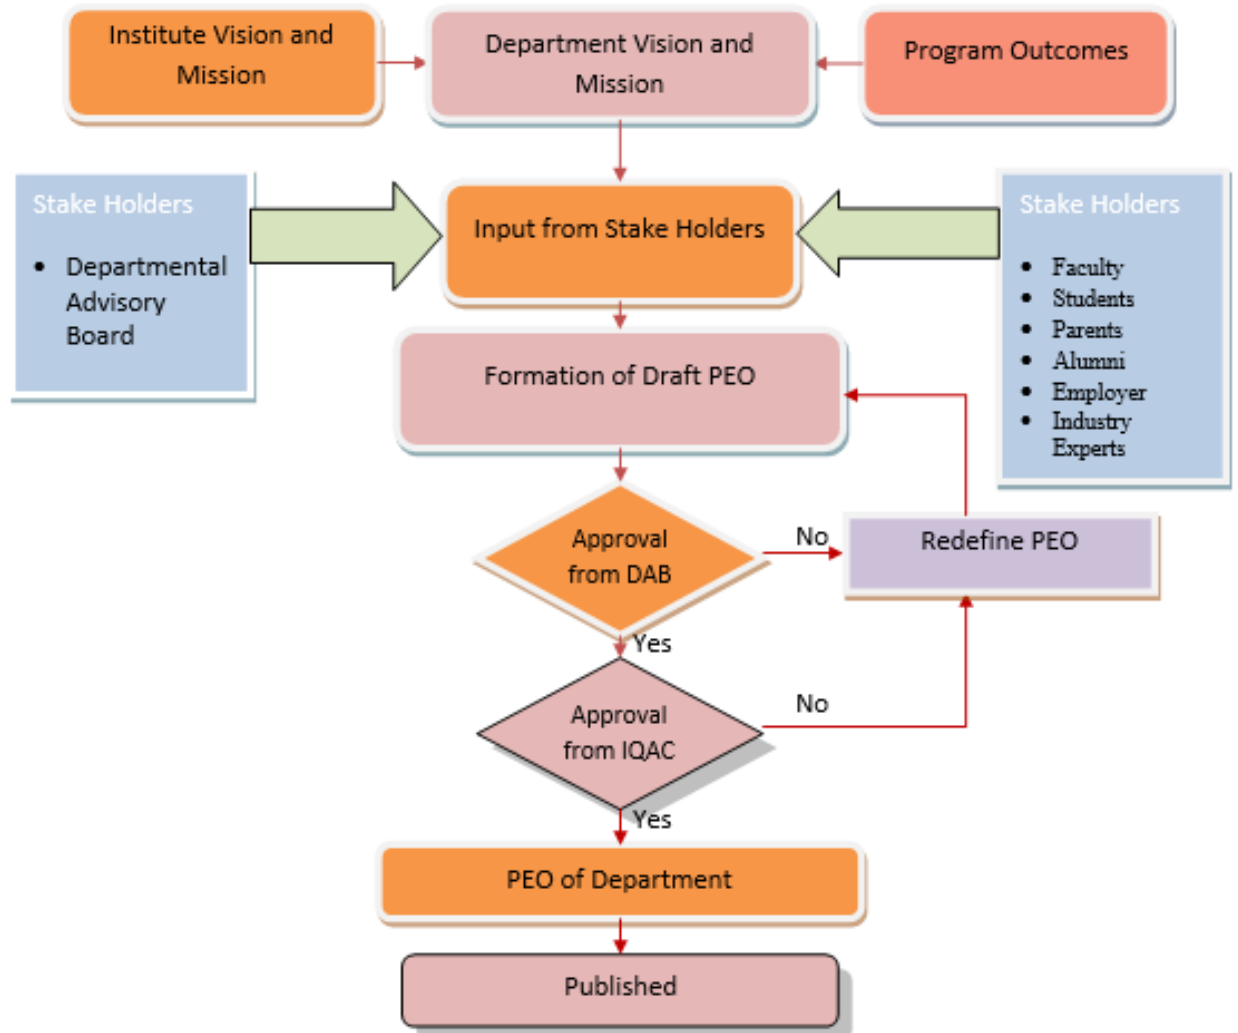 Institute Vision and
Mission
Department Vision and
Mission
Program Outcomes
Stake Holders
• Departmental
Advisory
Board
Input from Stake Holders
Stake Holders
• Faculty
• Students
• Parents
• Alumni
• Employer
• Industry
Experts
Formation of Draft PEO
Approval
from DAB
No
Redefine PEO
Yes
Approval
from IQAC
No
Yes
PEO of Department
Published